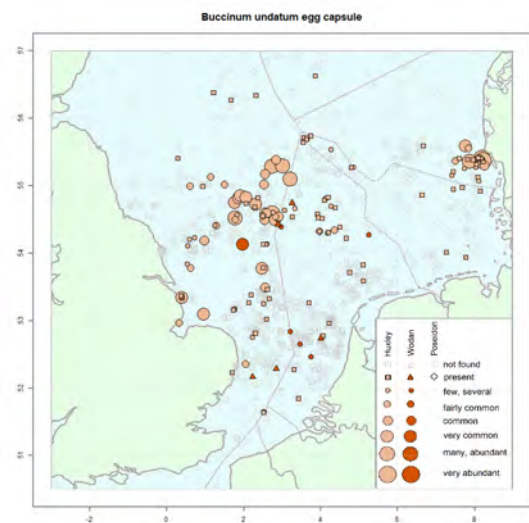 Buccinum undatum egg capsule
57
56
55
54
53
52
51
Huxley
Wodan
Poseidon
not found
present
few, several
fairly common
common
very common
many, abundant
very abundant
-2
0
2
4
6
8